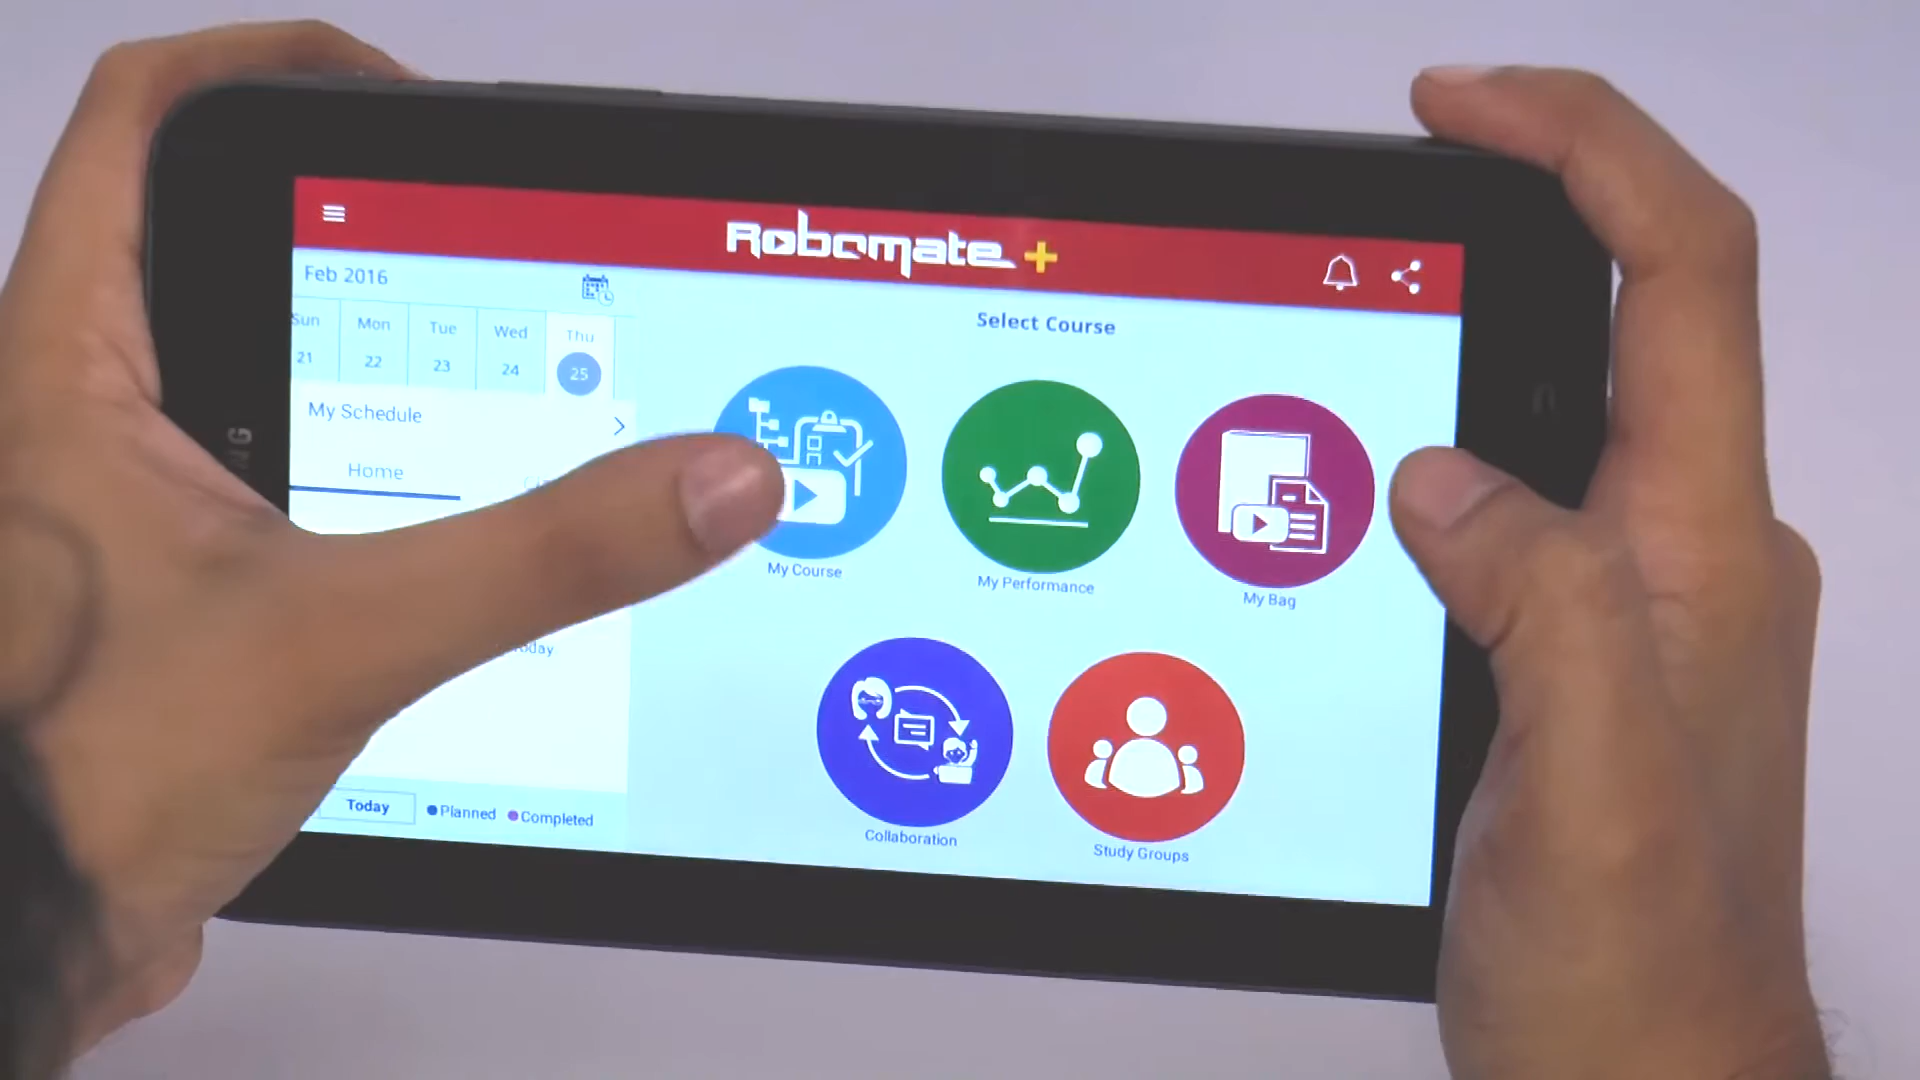 Robomate+
Feb 2016
Sun Mon Tue Wed Thu
21 22 23 24 25
My Schedule
Home
Select Course
My Course
My Performance
My Bag
Collaboration
Study Groups
Today
Planned
Completed